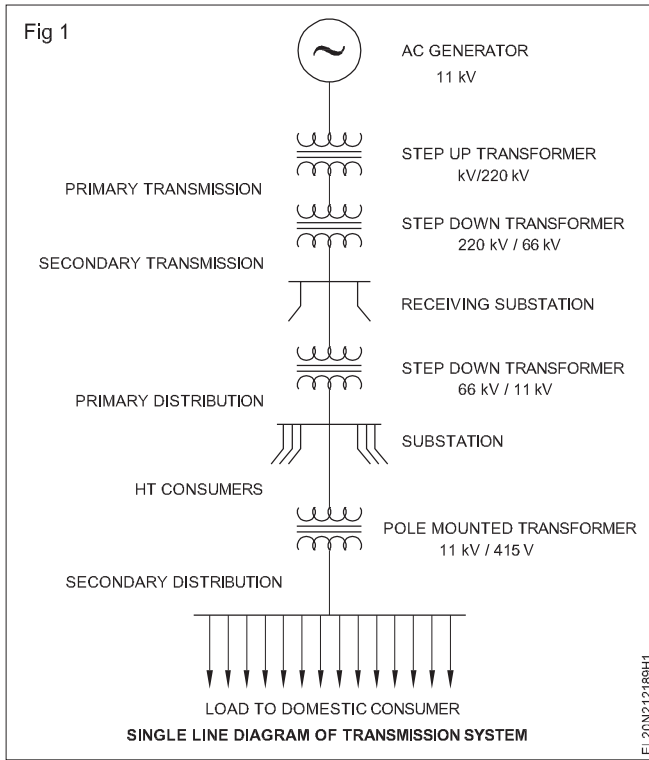 Fig 1
AC GENERATOR
11 kV
STEP UP TRANSFORMER
kV/220 kV
PRIMARY TRANSMISSION
STEP DOWN TRANSFORMER
220 kV / 66 kV
SECONDARY TRANSMISSION
RECEIVING SUBSTATION
STEP DOWN TRANSFORMER
66 kV / 11 kV
PRIMARY DISTRIBUTION
SUBSTATION
HT CONSUMERS
POLE MOUNTED TRANSFORMER
11 kV / 415 V
SECONDARY DISTRIBUTION
LOAD TO DOMESTIC CONSUMER
SINGLE LINE DIAGRAM OF TRANSMISSION SYSTEM
EL20N212189H1